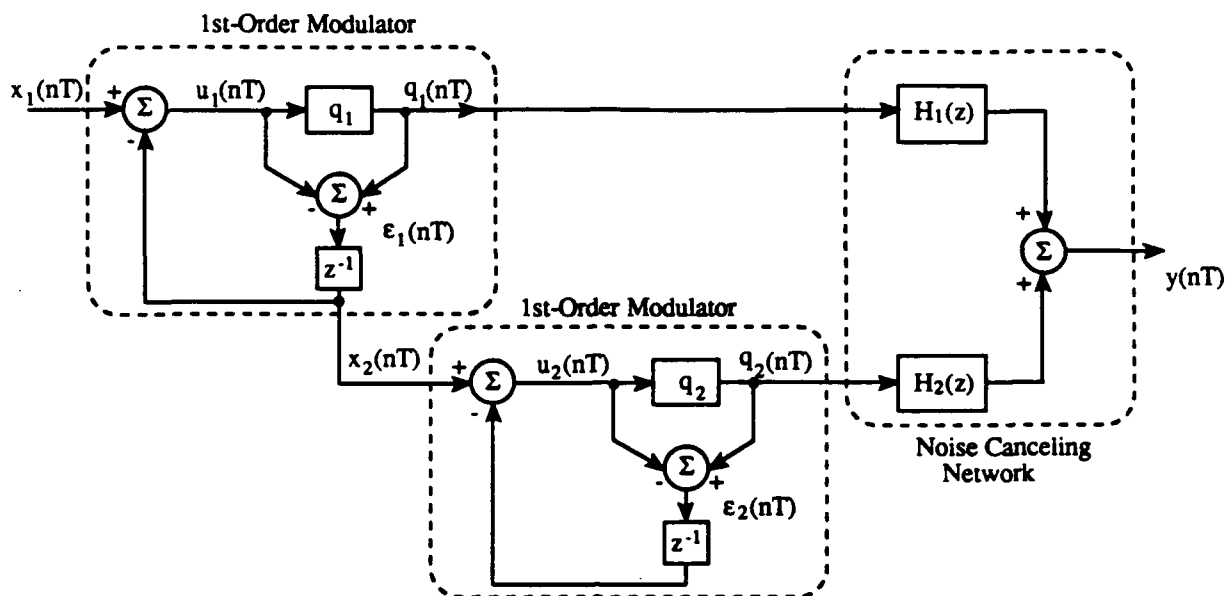 1st-Order Modulator
x₁(nT)
+
Σ
-
u₁(nT)
q₁
q₁(nT)
Σ
-
+
ε₁(nT)
z⁻¹
1st-Order Modulator
x₂(nT)
+
Σ
-
u₂(nT)
q₂
q₂(nT)
Σ
-
+
ε₂(nT)
z⁻¹
H₁(z)
+
Σ
+
y(nT)
H₂(z)
Noise Canceling
Network